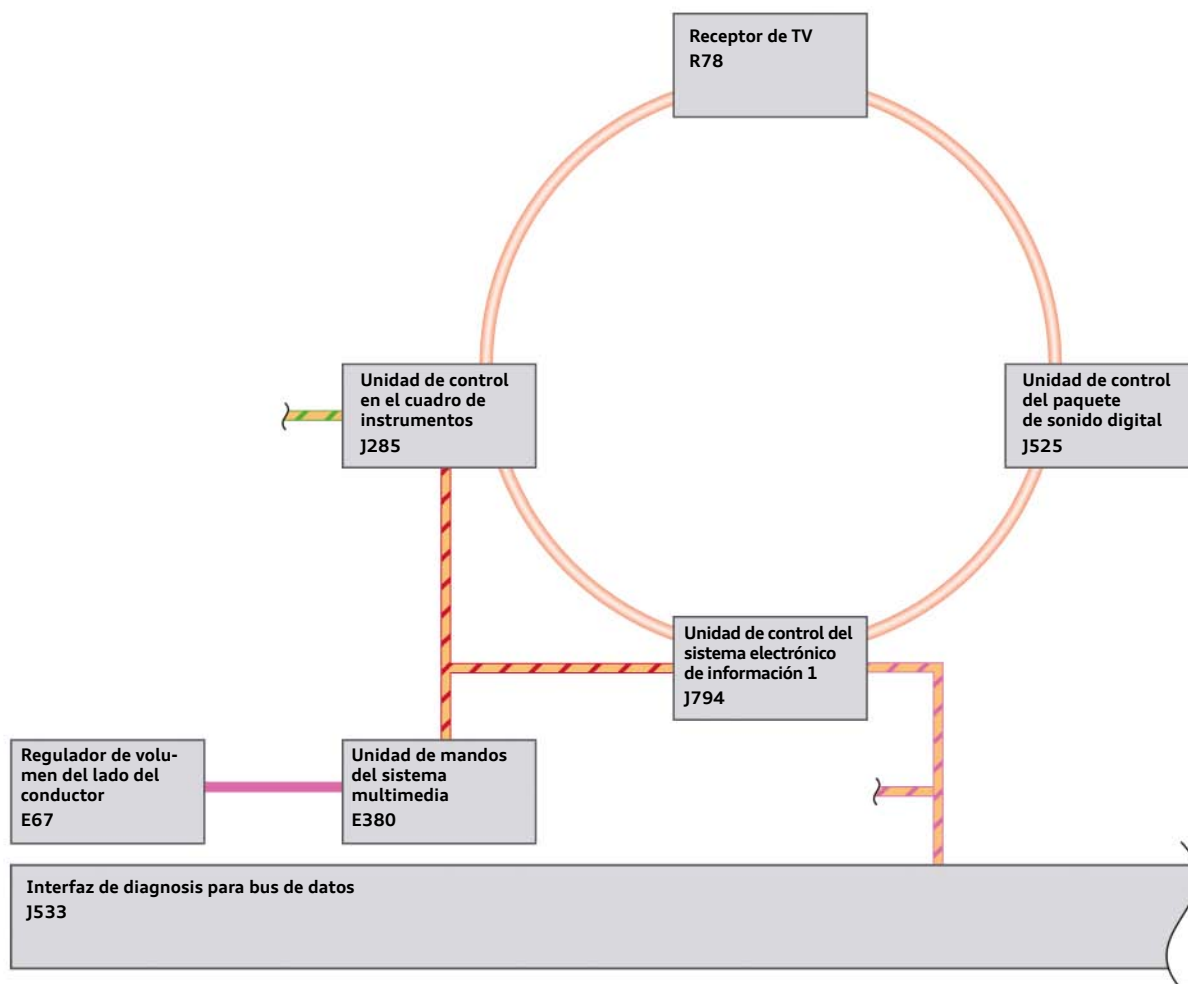 Receptor de TV
R78
Unidad de control
en el cuadro de
instrumentos
J285
Unidad de control
del paquete
de sonido digital
J525
Unidad de control del
sistema electrónico
de información 1
J794
Regulador de volu-
men del lado del
conductor
E67
Unidad de mandos
del sistema
multimedia
E380
Interfaz de diagnosis para bus de datos
J533